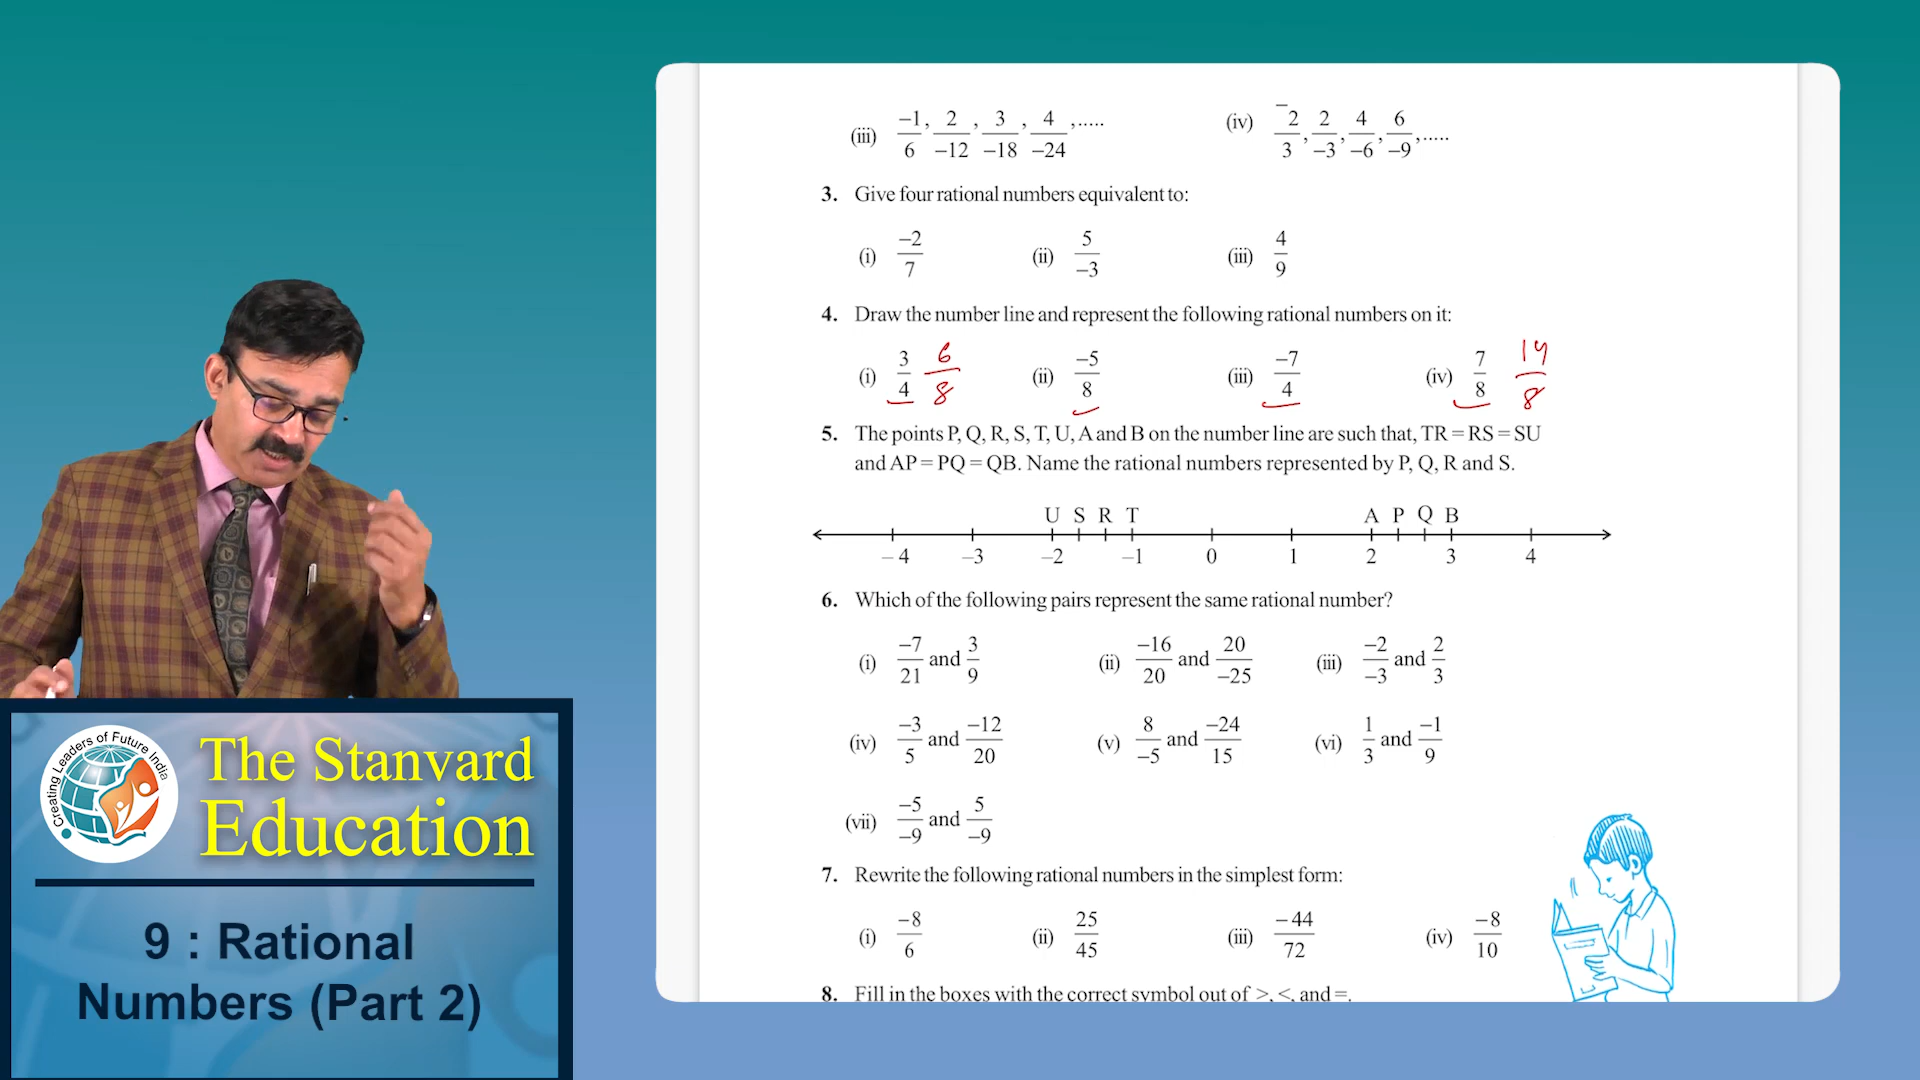 (iii) −1/6, 2/−12, 3/−18, 4/−24, ..... (iv) −2/3, 2/−3, 4/−6, 6/−9, .....
3. Give four rational numbers equivalent to:
(i) −2/7 (ii) 5/−3 (iii) 4/9
4. Draw the number line and represent the following rational numbers on it:
(i) 3/4 6/8 (ii) −5/8 (iii) −7/4 (iv) 7/8 14/8
5. The points P, Q, R, S, T, U, A and B on the number line are such that, TR = RS = SU
and AP = PQ = QB. Name the rational numbers represented by P, Q, R and S.
U S R T A P Q B
−4 −3 −2 −1 0 1 2 3 4
6. Which of the following pairs represent the same rational number?
(i) −7/21 and 3/9 (ii) −16/20 and 20/−25 (iii) −2/−3 and 2/3
(iv) −3/5 and −12/20 (v) 8/−5 and −24/15 (vi) 1/3 and −1/9
(vii) −5/−9 and 5/−9
7. Rewrite the following rational numbers in the simplest form:
(i) −8/6 (ii) 25/45 (iii) −44/72 (iv) −8/10
8. Fill in the boxes with the correct symbol out of >, <, and =.
Creating Leaders of Future India
The Stanvard
Education
9 : Rational
Numbers (Part 2)